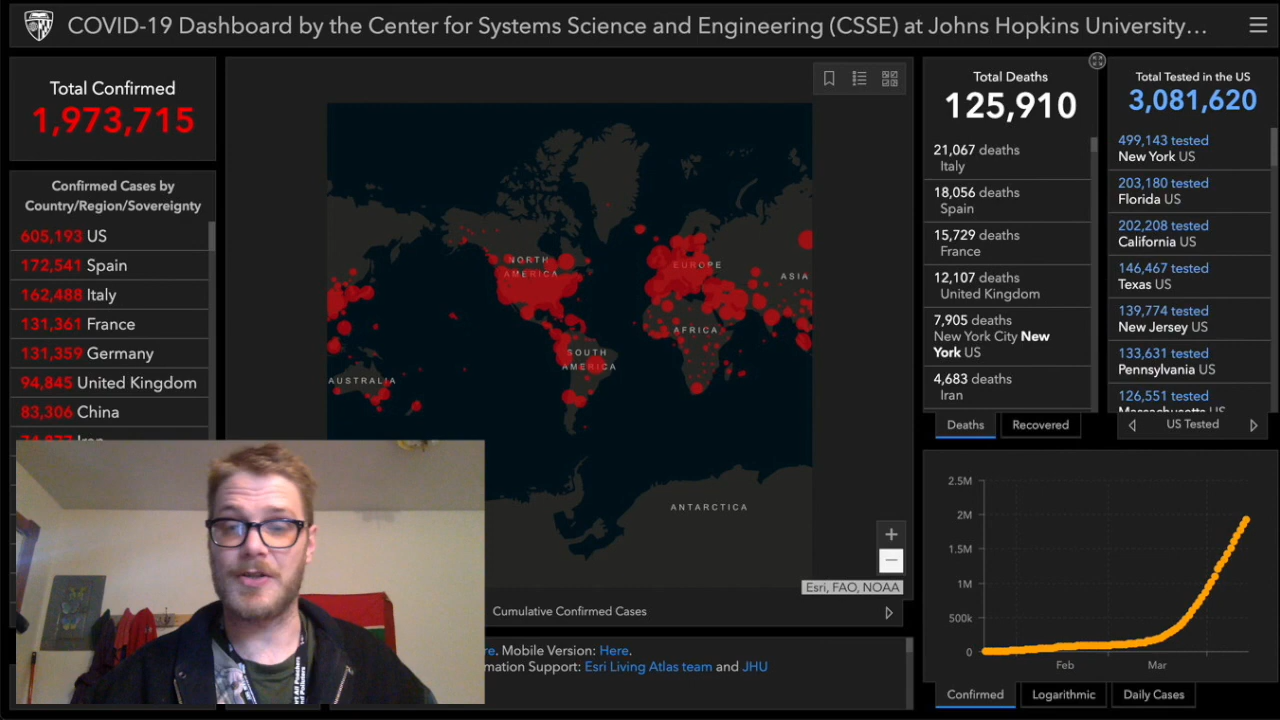 COVID-19 Dashboard by the Center for Systems Science and Engineering (CSSE) at Johns Hopkins University...
Total Confirmed
1,973,715
Confirmed Cases by
Country/Region/Sovereignty
605,193 US
172,541 Spain
162,488 Italy
131,361 France
131,359 Germany
94,845 United Kingdom
83,306 China
NORTH
AMERICA
EUROPE
ASIA
AFRICA
SOUTH
AMERICA
AUSTRALIA
ANTARCTICA
+
−
Esri, FAO, NOAA
Cumulative Confirmed Cases
re. Mobile Version: Here.
mation Support: Esri Living Atlas team and JHU
Total Deaths
125,910
21,067 deaths
Italy
18,056 deaths
Spain
15,729 deaths
France
12,107 deaths
United Kingdom
7,905 deaths
New York City New
York US
4,683 deaths
Iran
Deaths
Recovered
Total Tested in the US
3,081,620
499,143 tested
New York US
203,180 tested
Florida US
202,208 tested
California US
146,467 tested
Texas US
139,774 tested
New Jersey US
133,631 tested
Pennsylvania US
126,551 tested
Massachusetts US
US Tested
2.5M
2M
1.5M
1M
500k
0
Feb
Mar
Confirmed
Logarithmic
Daily Cases